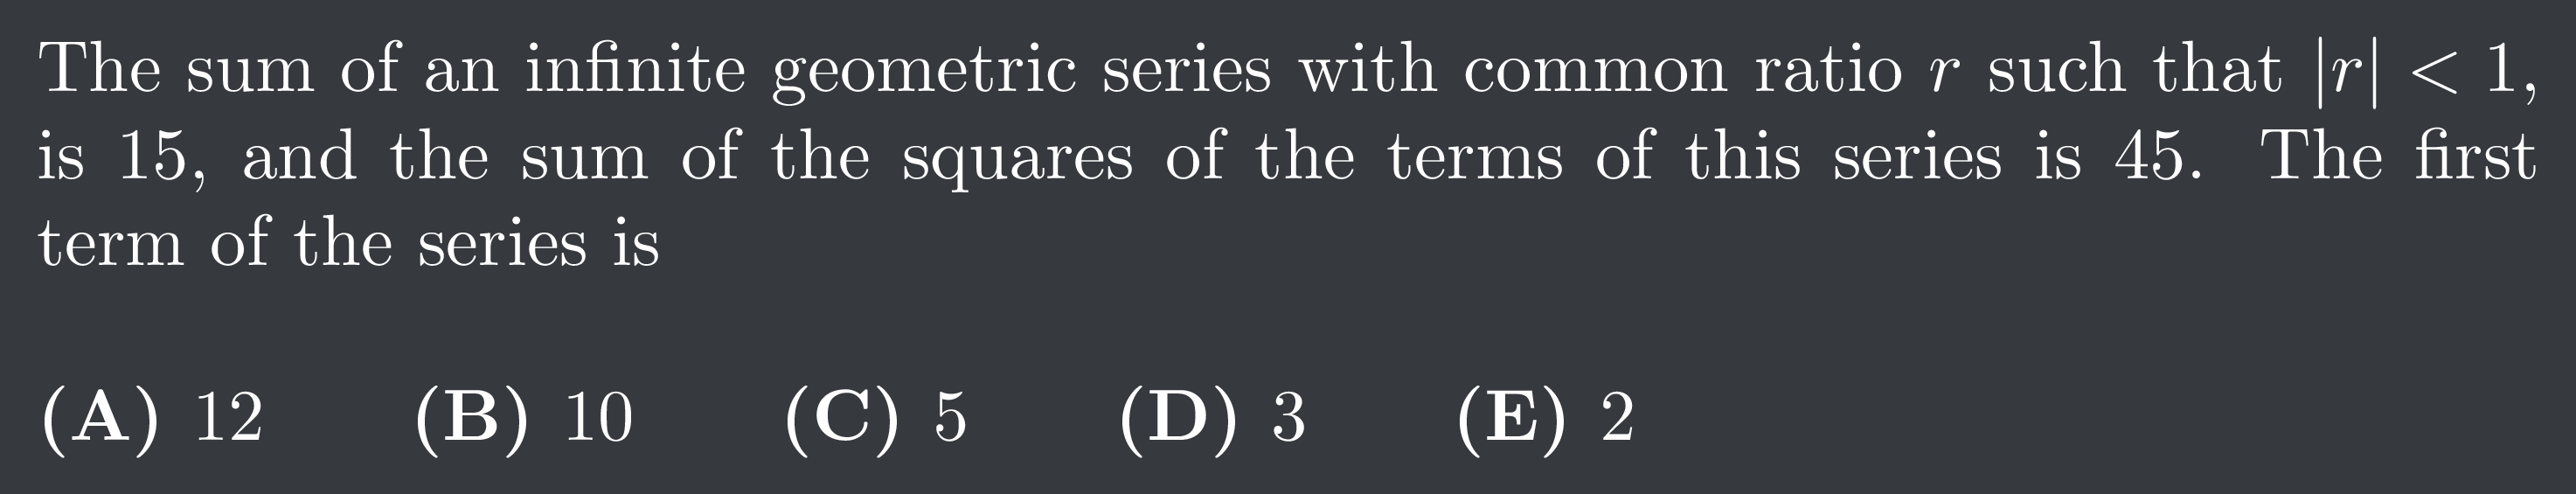 The sum of an infinite geometric series with common ratio r such that |r| < 1,
is 15, and the sum of the squares of the terms of this series is 45. The first
term of the series is
(A) 12 (B) 10 (C) 5 (D) 3 (E) 2